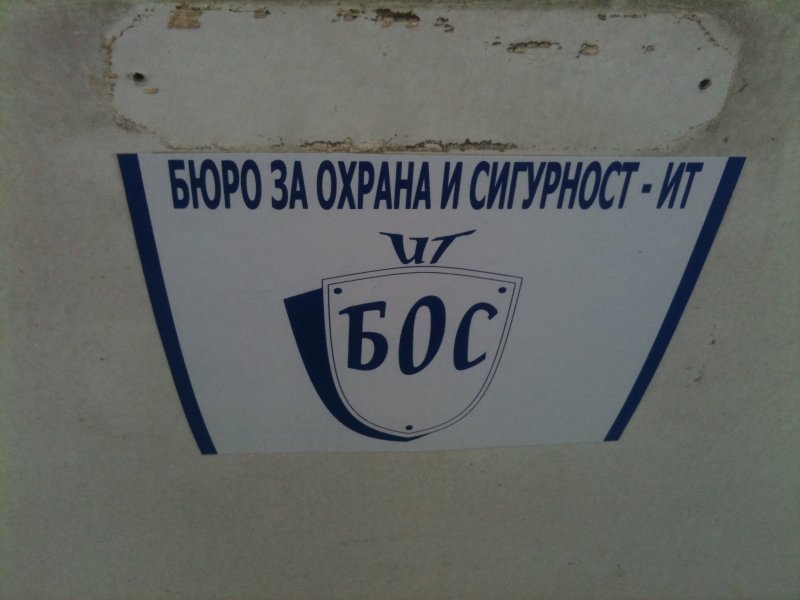 БЮРО ЗА ОХРАНА И СИГУРНОСТ - ИТ
ИТ
БОС